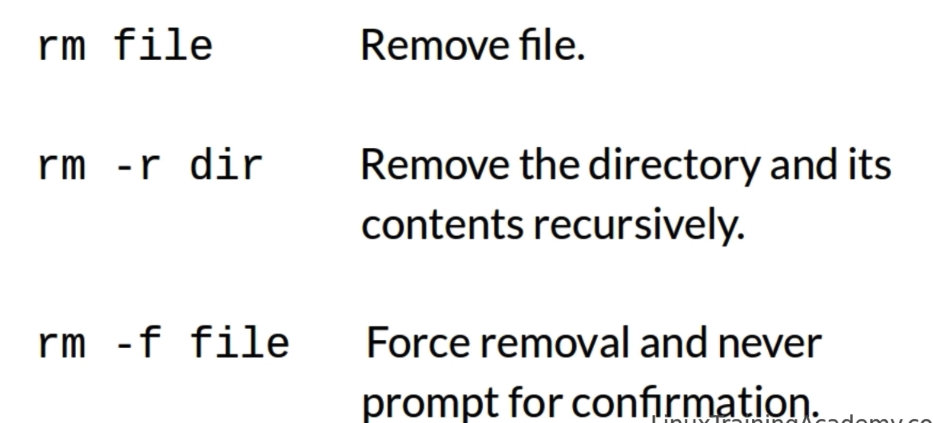 rm file Remove file.
rm -r dir Remove the directory and its
contents recursively.
rm -f file Force removal and never
prompt for confirmation.
LinuxTrainingAcademy.co